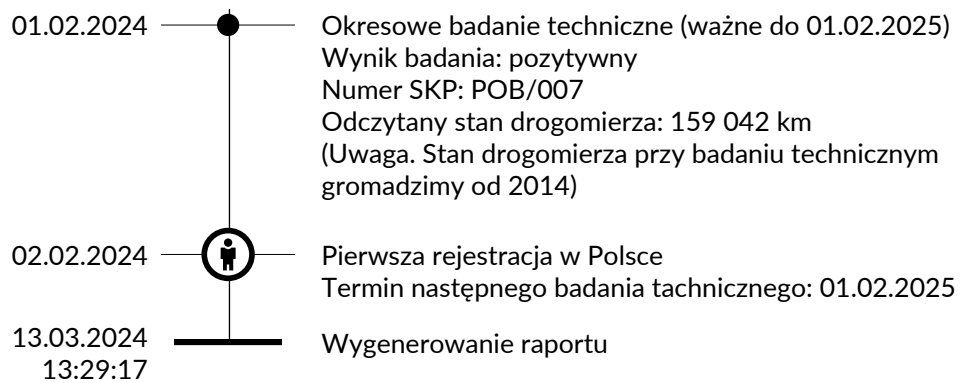 01.02.2024
Okresowe badanie techniczne (ważne do 01.02.2025)
Wynik badania: pozytywny
Numer SKP: POB/007
Odczytany stan drogomierza: 159 042 km
(Uwaga. Stan drogomierza przy badaniu technicznym
gromadzimy od 2014)
02.02.2024
Pierwsza rejestracja w Polsce
Termin następnego badania tachnicznego: 01.02.2025
13.03.2024
13:29:17
Wygenerowanie raportu